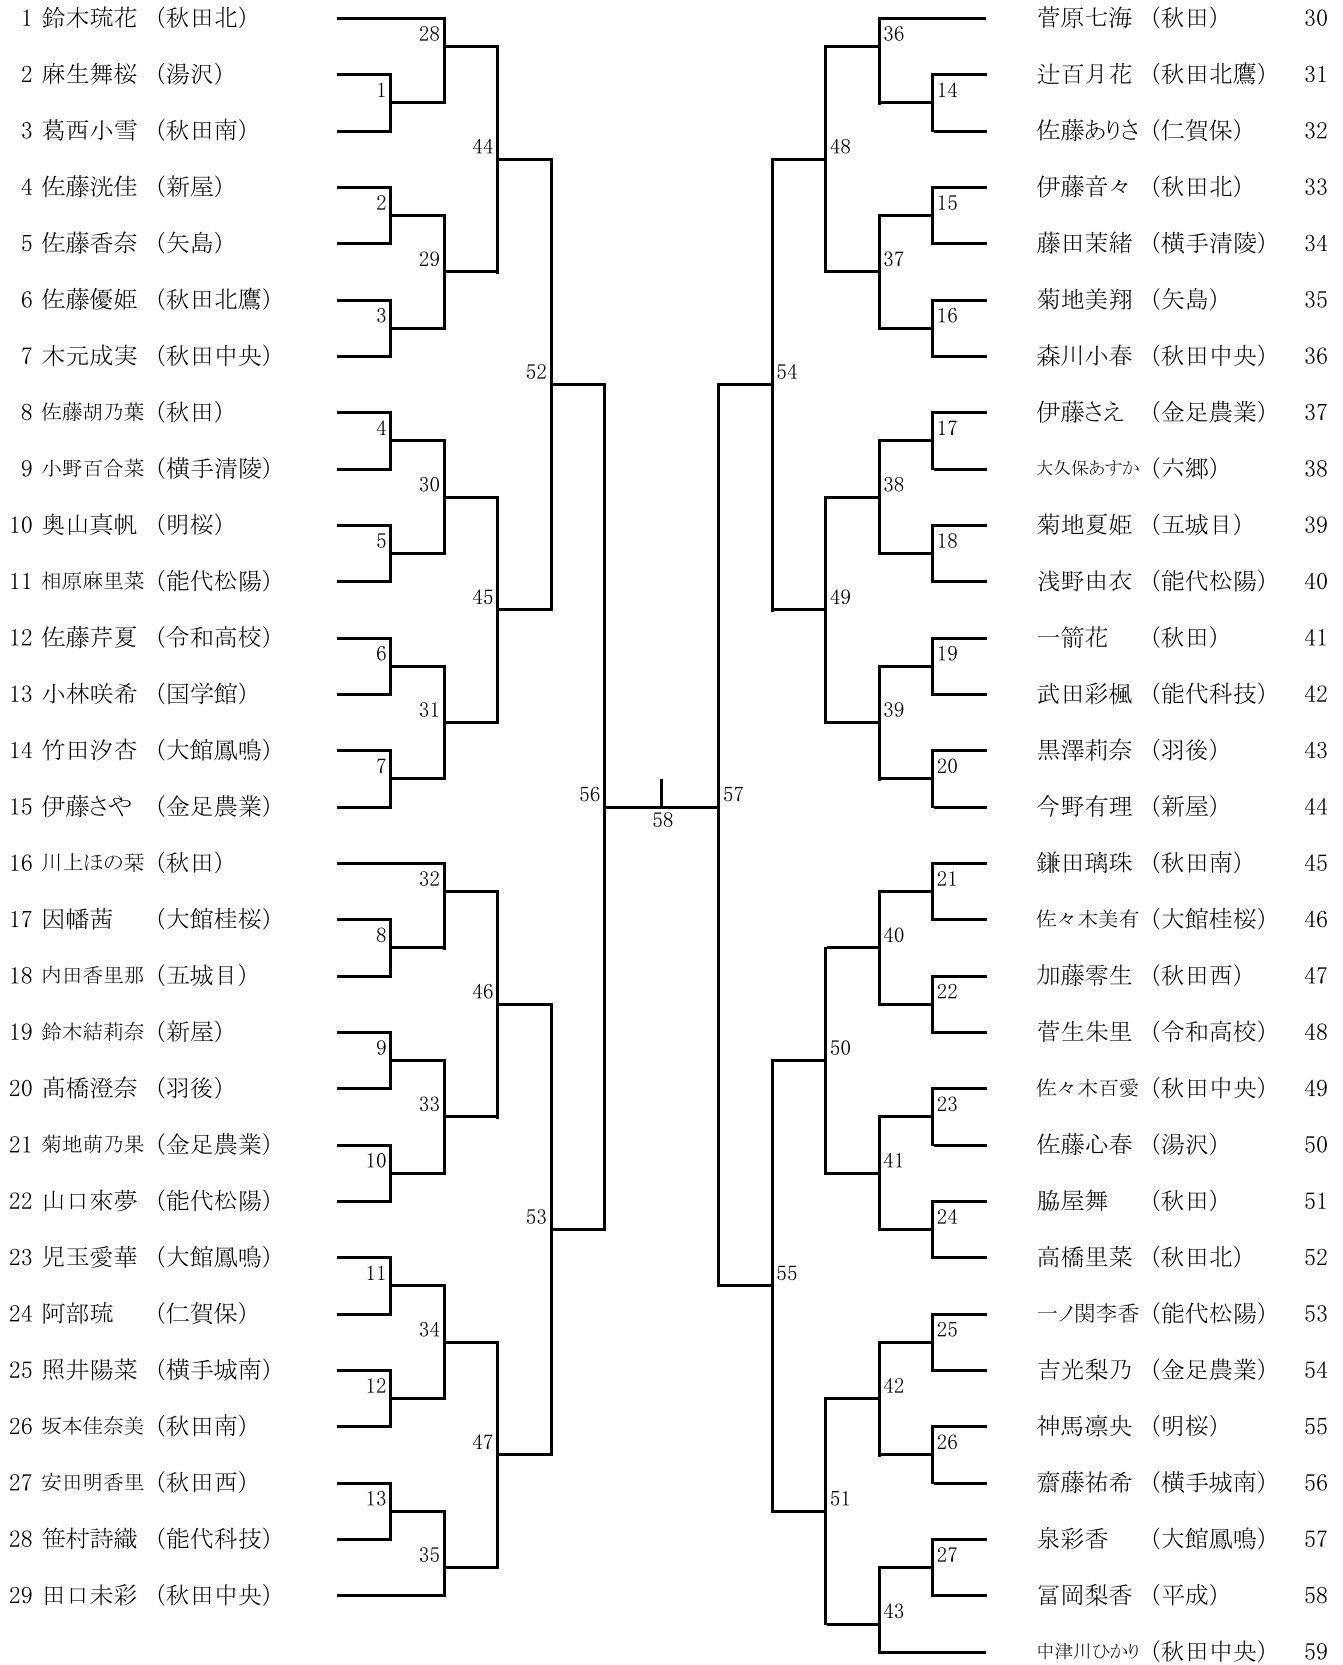 1 鈴木琉花 （秋田北）
2 麻生舞桜 （湯沢）
3 葛西小雪 （秋田南）
4 佐藤洸佳 （新屋）
5 佐藤香奈 （矢島）
6 佐藤優姫 （秋田北鷹）
7 木元成実 （秋田中央）
8 佐藤胡乃葉 （秋田）
9 小野百合菜 （横手清陵）
10 奥山真帆 （明桜）
11 相原麻里菜 （能代松陽）
12 佐藤芹夏 （令和高校）
13 小林咲希 （国学館）
14 竹田汐杏 （大館鳳鳴）
15 伊藤さや （金足農業）
16 川上ほの栞 （秋田）
17 因幡茜 （大館桂桜）
18 内田香里那 （五城目）
19 鈴木結莉奈 （新屋）
20 髙橋澄奈 （羽後）
21 菊地萌乃果 （金足農業）
22 山口來夢 （能代松陽）
23 児玉愛華 （大館鳳鳴）
24 阿部琉 （仁賀保）
25 照井陽菜 （横手城南）
26 坂本佳奈美 （秋田南）
27 安田明香里 （秋田西）
28 笹村詩織 （能代科技）
29 田口未彩 （秋田中央）
1
2
3
4
5
6
7
8
9
10
11
12
13
28
29
30
31
32
33
34
35
44
45
46
47
52
53
56
58
57
54
55
48
49
50
51
36
37
38
39
40
41
42
43
14
15
16
17
18
19
20
21
22
23
24
25
26
27
菅原七海 （秋田） 30
辻百月花 （秋田北鷹） 31
佐藤ありさ （仁賀保） 32
伊藤音々 （秋田北） 33
藤田茉緒 （横手清陵） 34
菊地美翔 （矢島） 35
森川小春 （秋田中央） 36
伊藤さえ （金足農業） 37
大久保あすか （六郷） 38
菊地夏姫 （五城目） 39
浅野由衣 （能代松陽） 40
一箭花 （秋田） 41
武田彩楓 （能代科技） 42
黒澤莉奈 （羽後） 43
今野有理 （新屋） 44
鎌田璃珠 （秋田南） 45
佐々木美有 （大館桂桜） 46
加藤零生 （秋田西） 47
菅生朱里 （令和高校） 48
佐々木百愛 （秋田中央） 49
佐藤心春 （湯沢） 50
脇屋舞 （秋田） 51
高橋里菜 （秋田北） 52
一ノ関李香 （能代松陽） 53
吉光梨乃 （金足農業） 54
神馬凛央 （明桜） 55
齋藤祐希 （横手城南） 56
泉彩香 （大館鳳鳴） 57
冨岡梨香 （平成） 58
中津川ひかり （秋田中央） 59